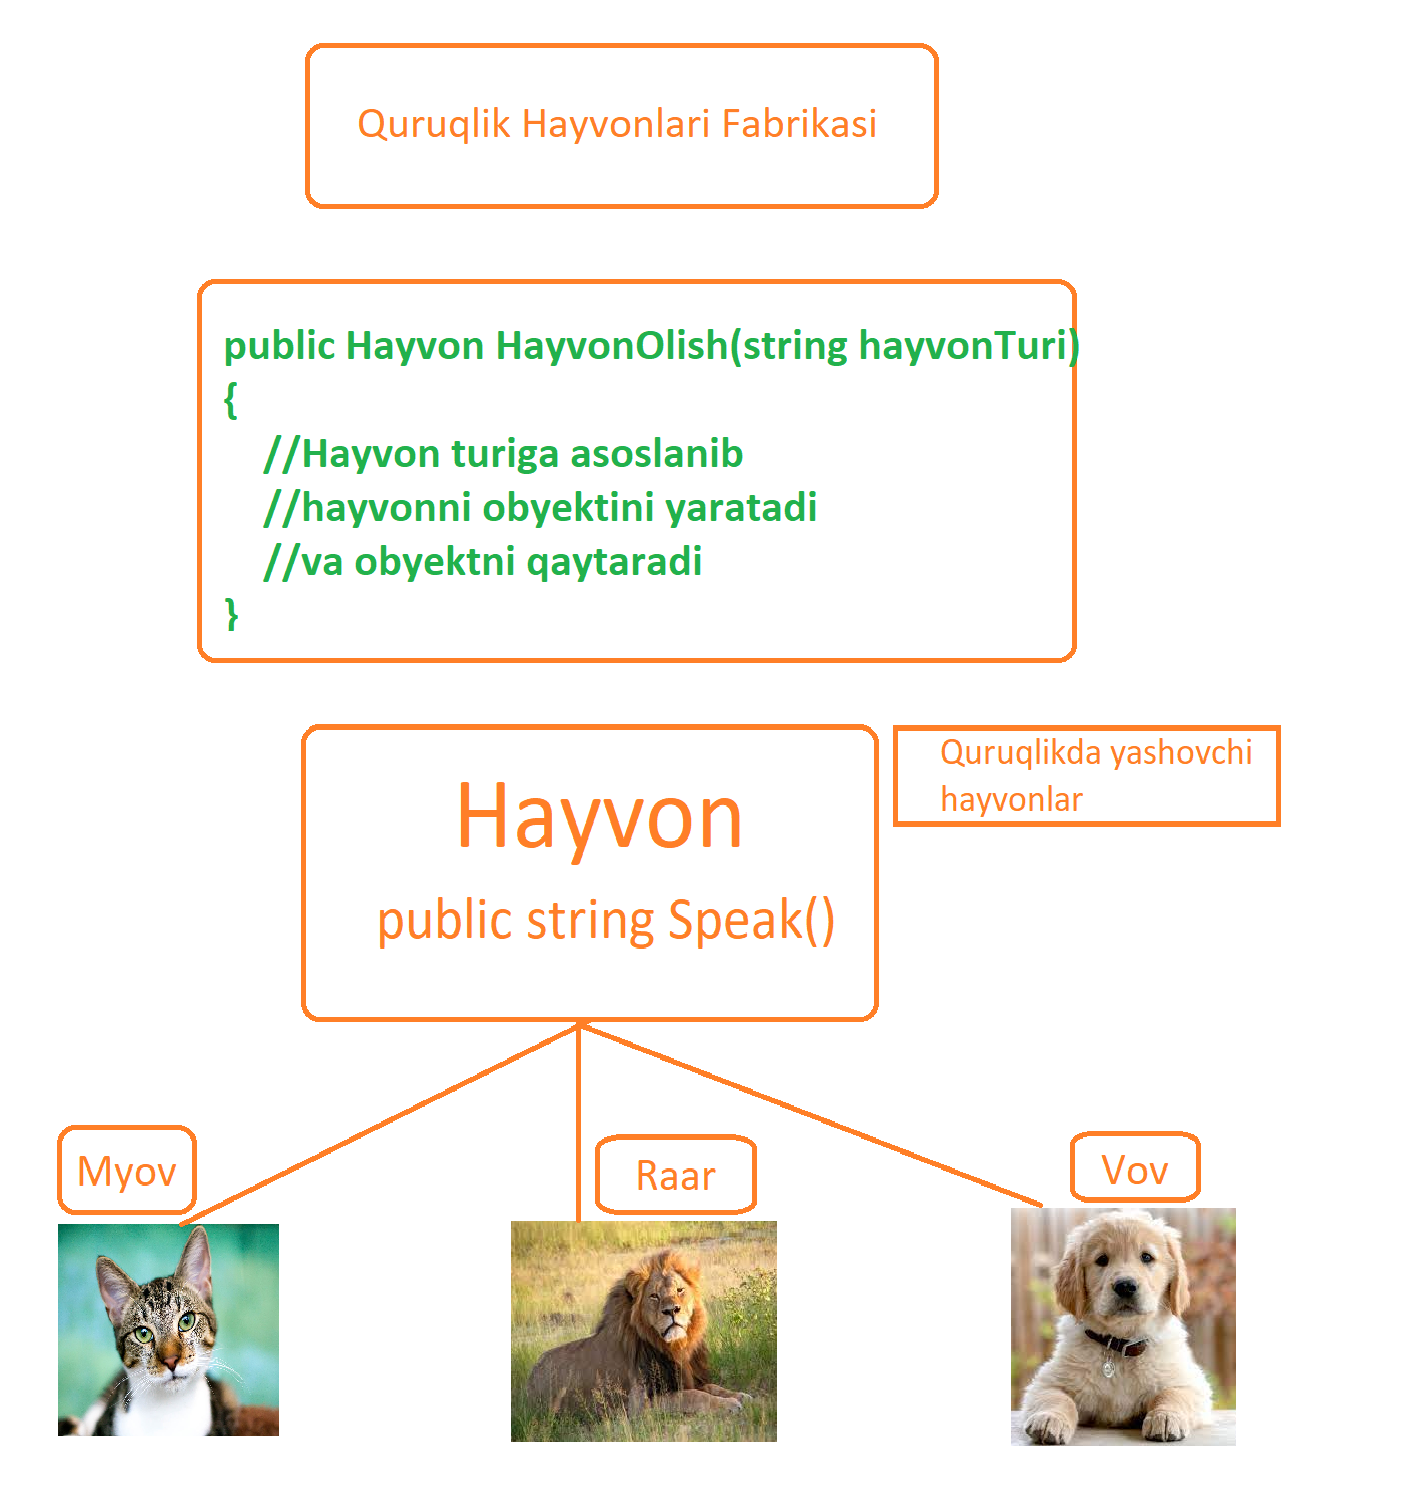 Quruqlik Hayvonlari Fabrikasi
public Hayvon HayvonOlish(string hayvonTuri)
{
//Hayvon turiga asoslanib
//hayvonni obyektini yaratadi
//va obyektni qaytaradi
}
Hayvon
public string Speak()
Quruqlikda yashovchi
hayvonlar
Myov
Raar
Vov